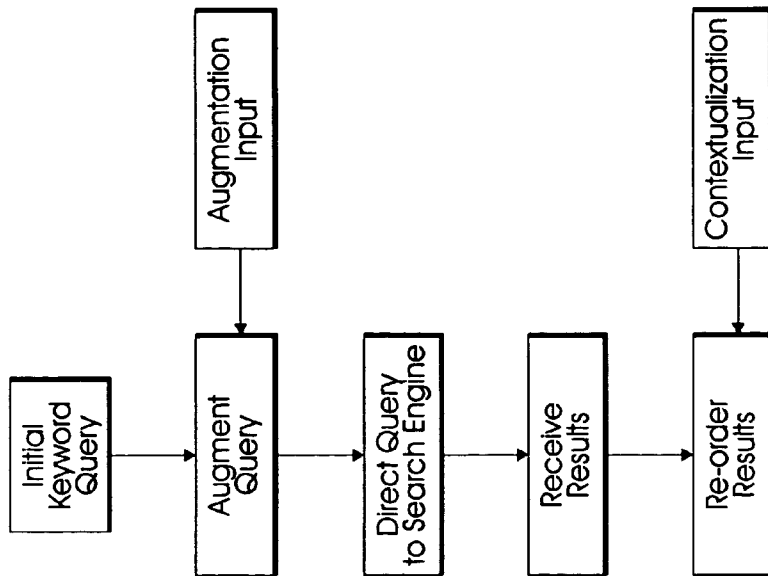 Initial
Keyword
Query
Augment
Query
Augmentation
Input
Direct Query
to Search Engine
Receive
Results
Re-order
Results
Contextualization
Input